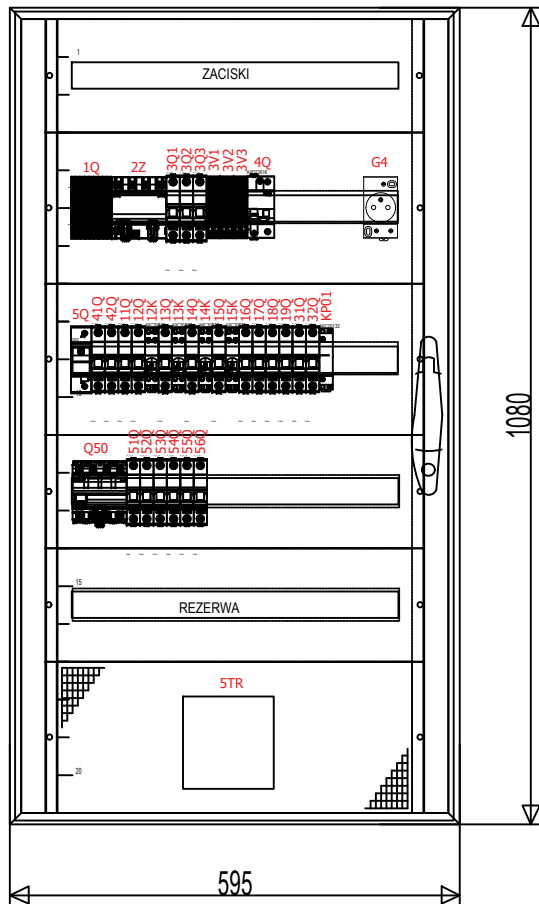 1
ZACISKI
1Q 2Z 3Q1 3Q2 3Q3 3V1 3V2 3V3 4Q G4
5Q 41Q 42Q 11Q 12Q 12K 13Q 13K 14Q 14K 15Q 15K 16Q 17Q 18Q 19Q 31Q 32Q KP01
1080
Q50 51Q 52Q 53Q 54Q 55Q 56Q
15
REZERWA
5TR
20
595